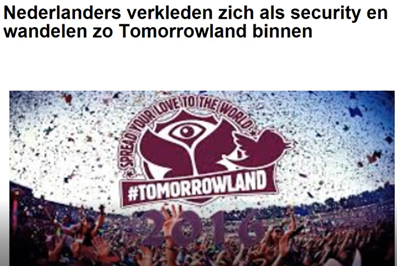 Nederlanders verkleden zich als security en
wandelen zo Tomorrowland binnen
SPREAD YOUR LOVE TO THE WORLD
#TOMORROWLAND
2016